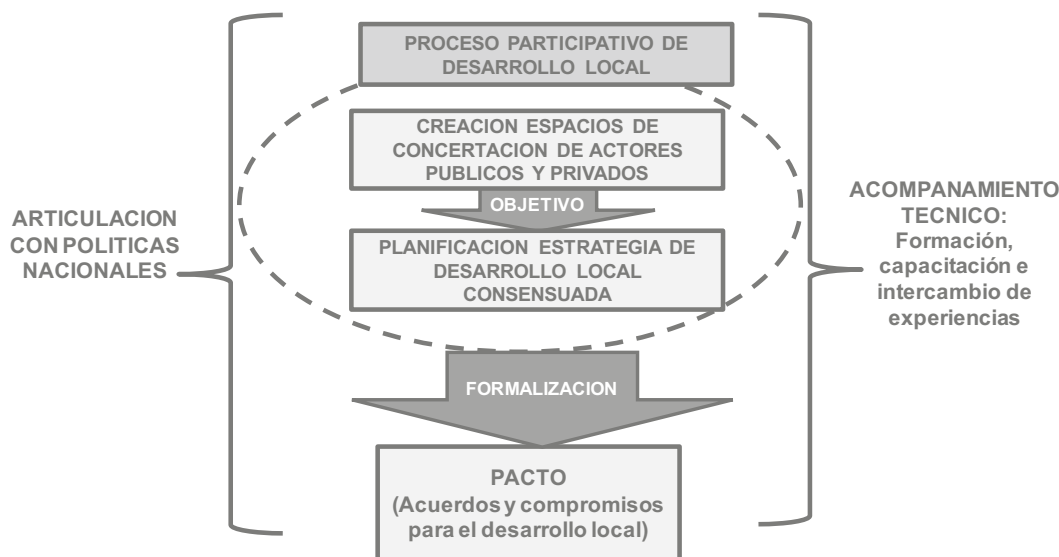 PROCESO PARTICIPATIVO DE
DESARROLLO LOCAL
CREACION ESPACIOS DE
CONCERTACION DE ACTORES
PUBLICOS Y PRIVADOS
OBJETIVO
PLANIFICACION ESTRATEGIA DE
DESARROLLO LOCAL
CONSENSUADA
ARTICULACION
CON POLITICAS
NACIONALES
ACOMPANAMIENTO
TECNICO:
Formación,
capacitación e
intercambio de
experiencias
FORMALIZACION
PACTO
(Acuerdos y compromisos
para el desarrollo local)